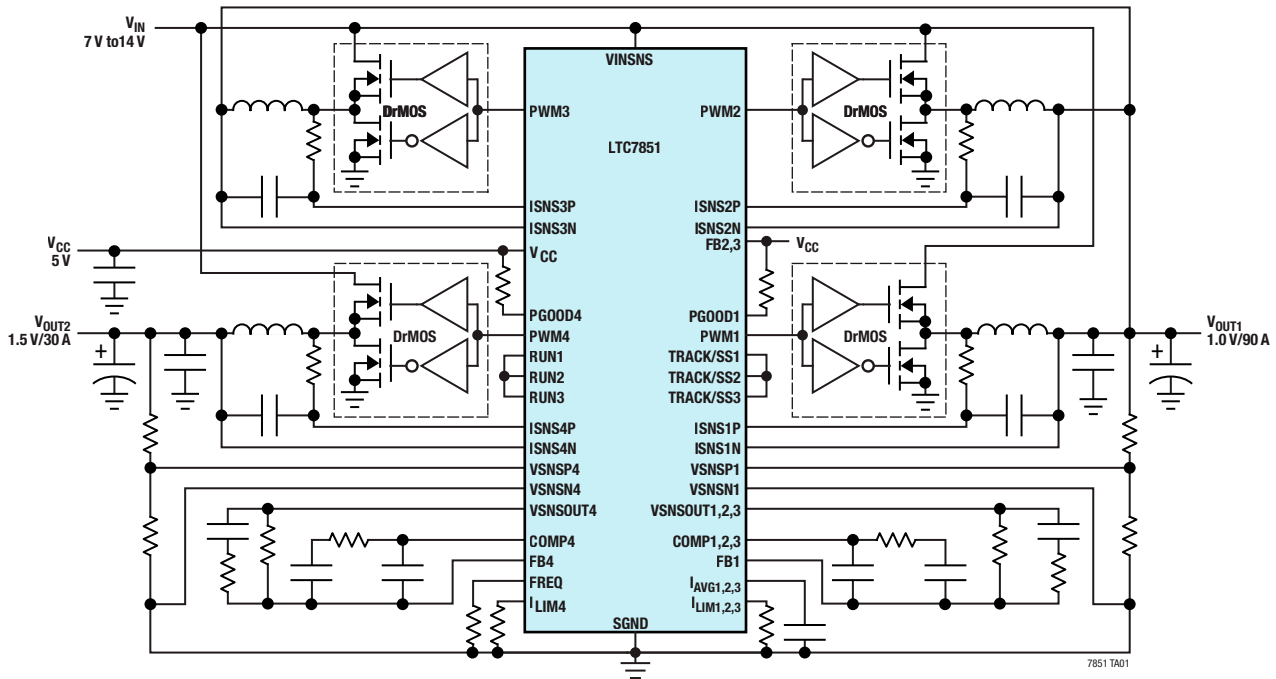 VIN
7 V to14 V
VINSNS
DrMOS
PWM3
PWM2
DrMOS
LTC7851
ISNS3P
ISNS2P
ISNS3N
ISNS2N
FB2,3
VCC
VCC
5 V
VCC
PGOOD4
PGOOD1
VOUT2
1.5 V/30 A
DrMOS
PWM4
PWM1
DrMOS
VOUT1
1.0 V/90 A
RUN1
TRACK/SS1
RUN2
TRACK/SS2
RUN3
TRACK/SS3
ISNS4P
ISNS1P
ISNS4N
ISNS1N
VSNSP4
VSNSP1
VSNSN4
VSNSN1
VSNSOUT4
VSNSOUT1,2,3
COMP4
COMP1,2,3
FB4
FB1
FREQ
IAVG1,2,3
ILIM4
ILIM1,2,3
SGND
7851 TA01
+
+